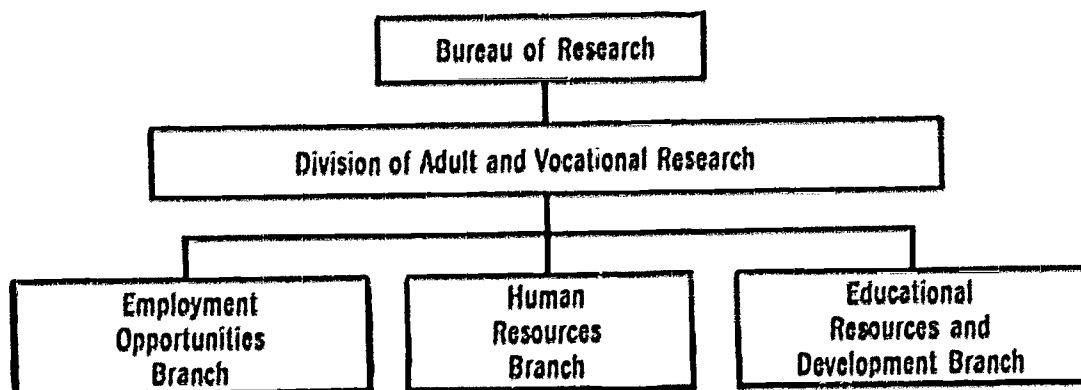 Bureau of Research
Division of Adult and Vocational Research
Employment
Opportunities
Branch
Human
Resources
Branch
Educational
Resources and
Development Branch